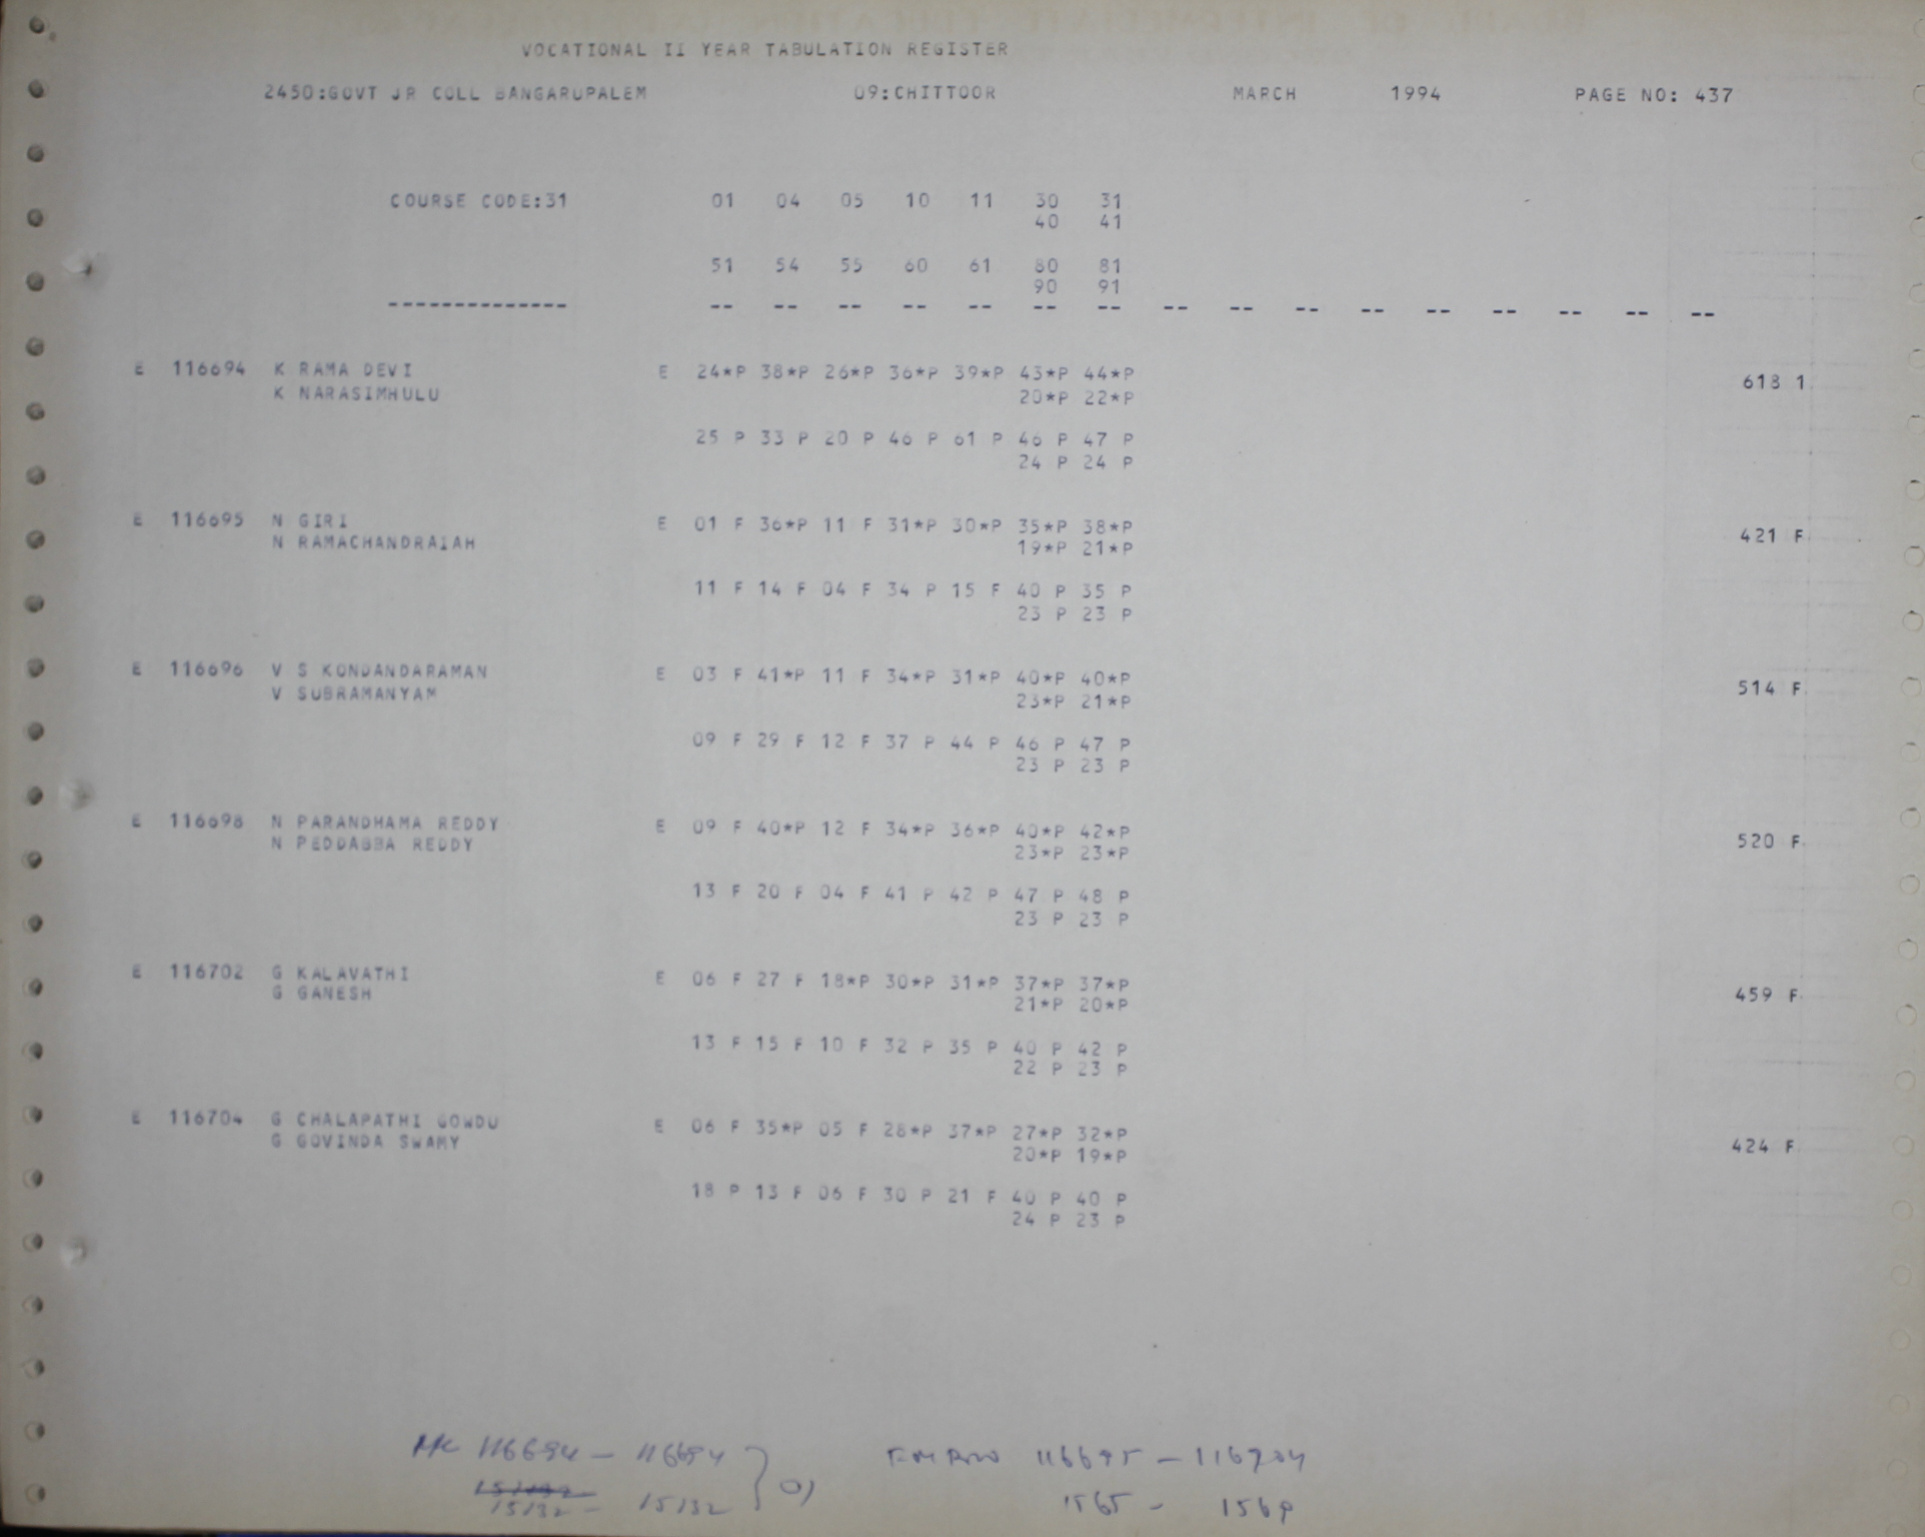 VOCATIONAL II YEAR TABULATION REGISTER
2450:GOVT JR COLL BANGARUPALEM 09:CHITTOOR MARCH 1994 PAGE NO: 437
COURSE CODE:31 01 04 05 10 11 30 31
40 41
51 54 55 60 61 80 81
90 91
-------------- -- -- -- -- -- -- -- -- -- -- -- -- -- -- -- --
E 116694 K RAMA DEVI E 24*P 38*P 26*P 36*P 39*P 43*P 44*P 618 1
K NARASIMHULU 20*P 22*P
25 P 33 P 20 P 46 P 61 P 46 P 47 P
24 P 24 P
E 116695 N GIRI E 01 F 36*P 11 F 31*P 30*P 35*P 38*P 421 F
N RAMACHANDRAIAH 19*P 21*P
11 F 14 F 04 F 34 P 15 F 40 P 35 P
23 P 23 P
E 116696 V S KONDANDARAMAN E 03 F 41*P 11 F 34*P 31*P 40*P 40*P 514 F
V SUBRAMANYAM 23*P 21*P
09 F 29 F 12 F 37 P 44 P 46 P 47 P
23 P 23 P
E 116698 N PARANDHAMA REDDY E 09 F 40*P 12 F 34*P 36*P 40*P 42*P 520 F
N PEDDABBA REDDY 23*P 23*P
13 F 20 F 04 F 41 P 42 P 47 P 48 P
23 P 23 P
E 116702 G KALAVATHI E 06 F 27 F 18*P 30*P 31*P 37*P 37*P 459 F
G GANESH 21*P 20*P
13 F 15 F 10 F 32 P 35 P 40 P 42 P
22 P 23 P
E 116704 G CHALAPATHI GOWDU E 06 F 35*P 05 F 28*P 37*P 27*P 32*P 424 F
G GOVINDA SWAMY 20*P 19*P
18 P 13 F 06 F 30 P 21 F 40 P 40 P
24 P 23 P
116694 - 116694 116695 - 116704
15132 - 15132 1565 - 1569